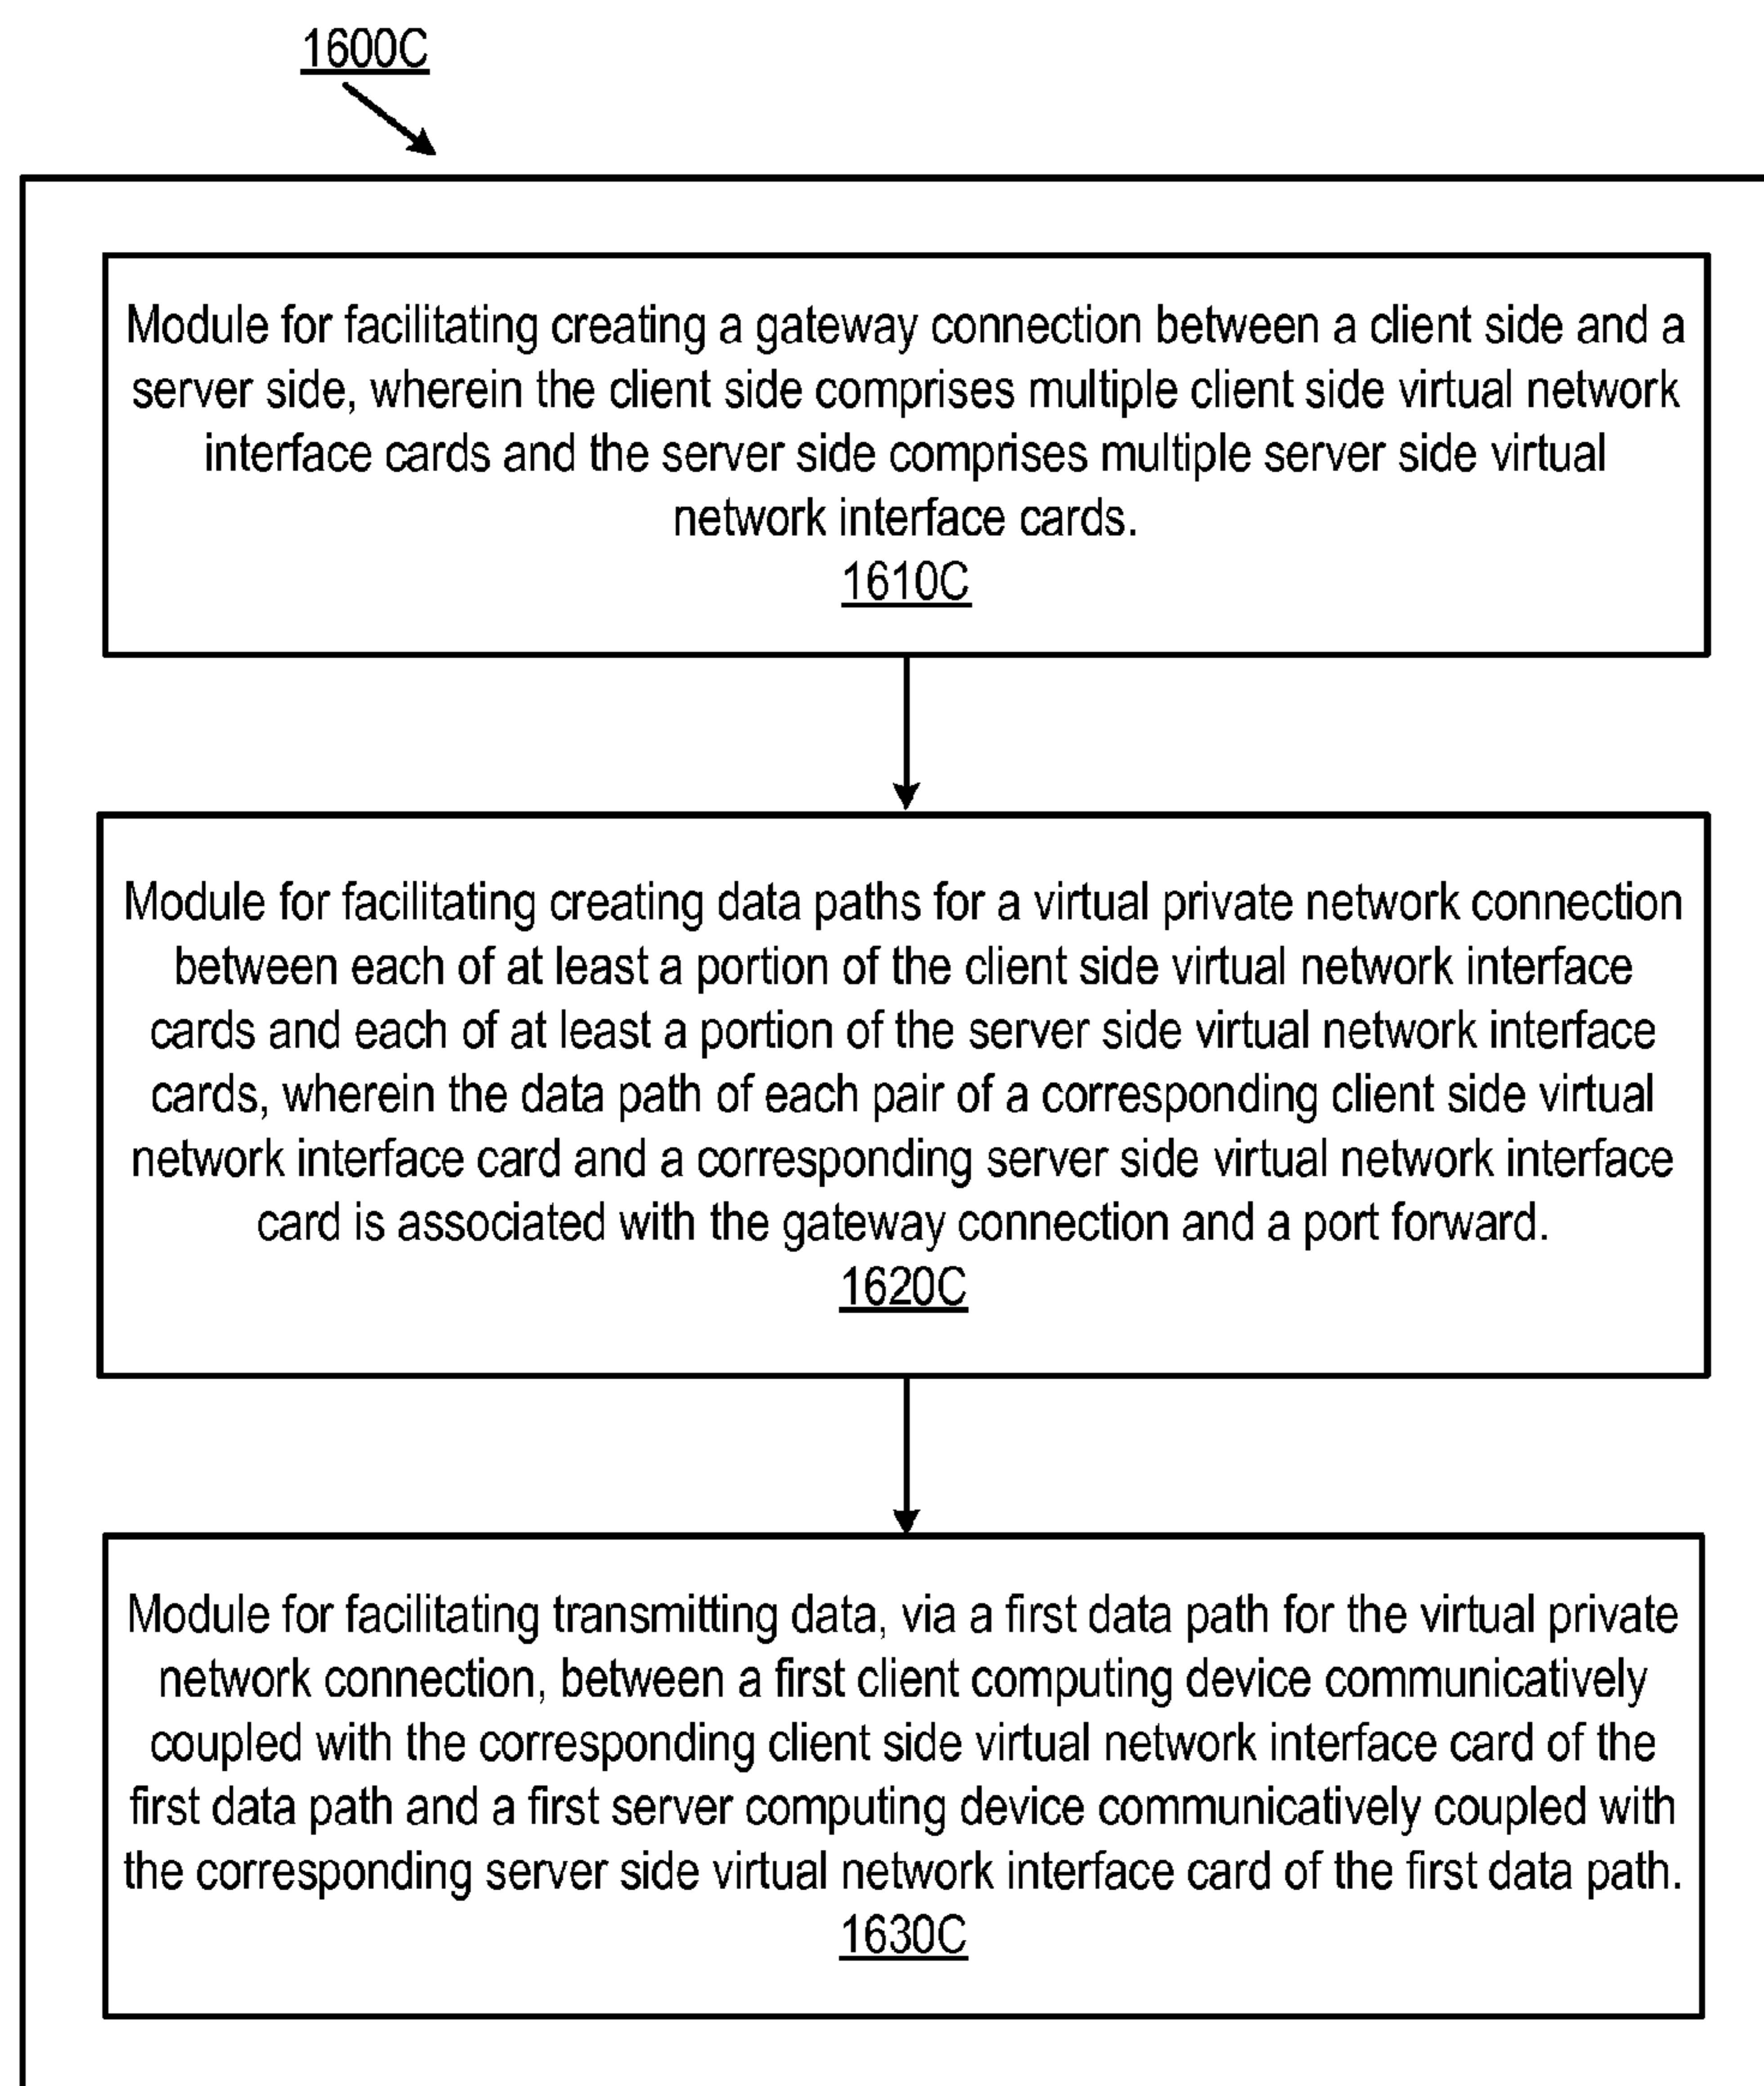 1600C
Module for facilitating creating a gateway connection between a client side and a
server side, wherein the client side comprises multiple client side virtual network
interface cards and the server side comprises multiple server side virtual
network interface cards.
1610C
Module for facilitating creating data paths for a virtual private network connection
between each of at least a portion of the client side virtual network interface
cards and each of at least a portion of the server side virtual network interface
cards, wherein the data path of each pair of a corresponding client side virtual
network interface card and a corresponding server side virtual network interface
card is associated with the gateway connection and a port forward.
1620C
Module for facilitating transmitting data, via a first data path for the virtual private
network connection, between a first client computing device communicatively
coupled with the corresponding client side virtual network interface card of the
first data path and a first server computing device communicatively coupled with
the corresponding server side virtual network interface card of the first data path.
1630C